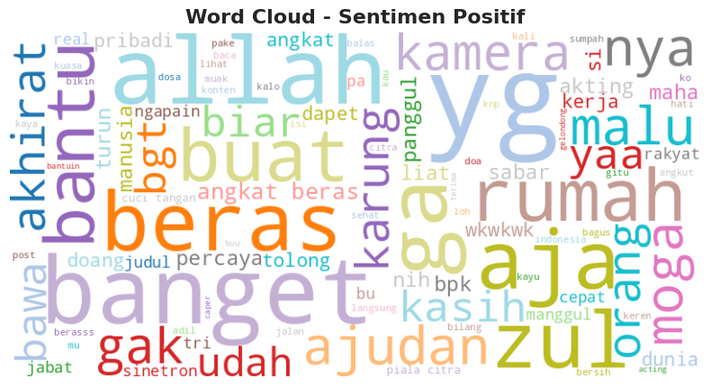 Word Cloud - Sentimen Positif
real
pribadi
angkat
balas
kamera
kali
sumpah
si
nya
kuasa
bikin
allah
pake
baca
lihat
muak
konten
dosa
kalo
pa
kau
yg
akting
ko
maha
kerja
hati
akhirat
bantu
kaya
turun
manusia
bgt
ngapain
biar
isi
dapet
citra
panggul
knp
doa
gelondong
malu
yaa
rakyat
gitu
angkut
bantuin
buat
karung
liat
sabar
rumah
cuci tangan
angkat beras
beras
sehat
ga
terima
loh
wkwkwk
indonesia
bagus
orang
moga
post
bawa
doang
judul
percaya
tolong
buu
banget
caper
nih
bpk
bu
langsung
kasih
aja
kayu
cepat
manggul
keren
dunia
berasss
mu
jabat
gak
adil
tri
sinetron
udah
jalan
ajudan
bilang
piala citra
zul
bersih
acting